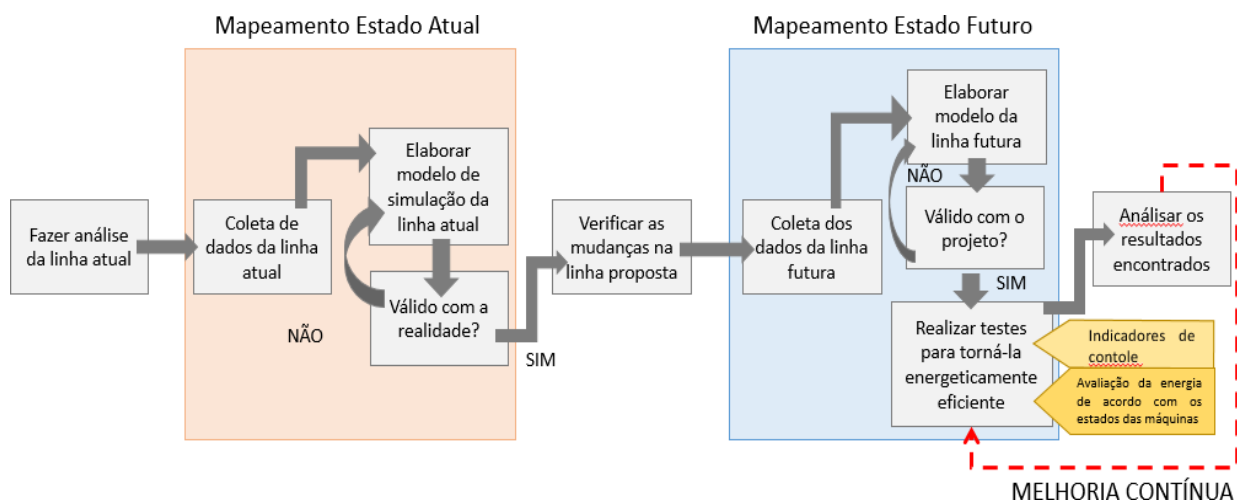 Mapeamento Estado Atual
Mapeamento Estado Futuro
Fazer análise
da linha atual
Coleta de
dados da linha
atual
Elaborar
modelo de
simulação da
linha atual
Válido com a
realidade?
NÃO
SIM
Verificar as
mudanças na
linha proposta
Coleta dos
dados da linha
futura
Elaborar
modelo da
linha futura
NÃO
Válido com o
projeto?
SIM
Realizar testes
para torná-la
energeticamente
eficiente
Indicadores de
contole
Avaliação da energia
de acordo com os
estados das máquinas
Análisar os
resultados
encontrados
MELHORIA CONTÍNUA